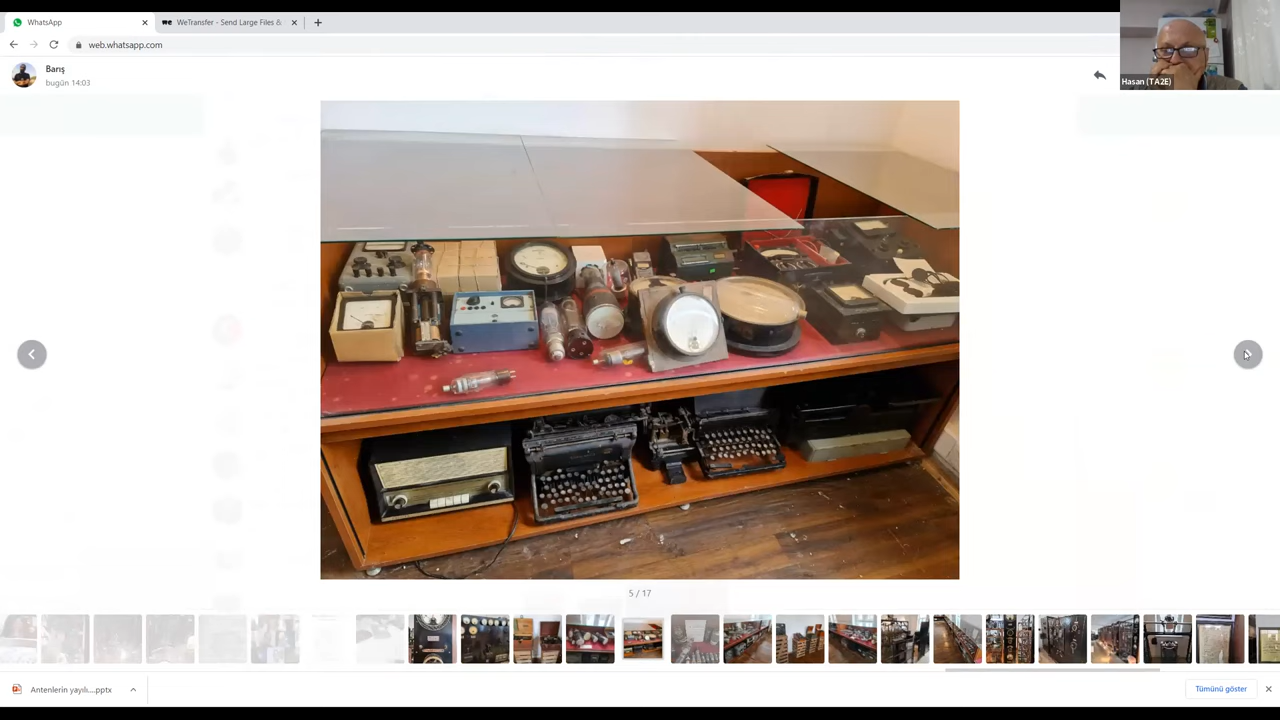 WhatsApp
WeTransfer - Send Large Files &
web.whatsapp.com
Barış
bugün 14:03
Hasan (TA2E)
5 / 17
Antenlerin yayılı....pptx
Tümünü göster